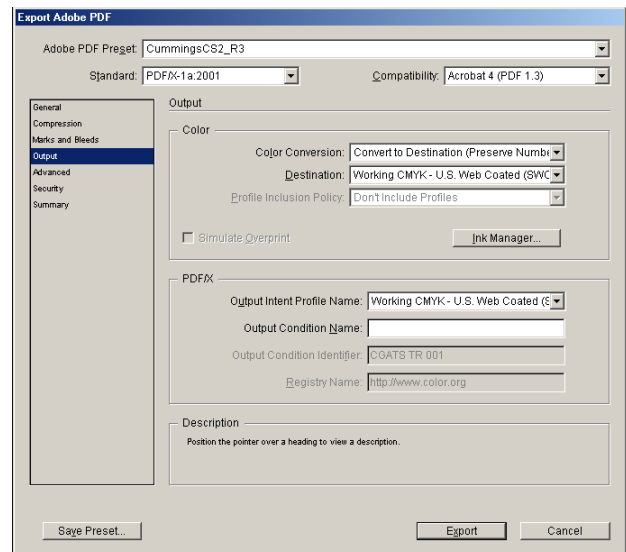 Export Adobe PDF
Adobe PDF Preset: CummingsCS2_R3
Standard: PDF/X-1a:2001 Compatibility: Acrobat 4 (PDF 1.3)
General
Compression
Marks and Bleeds
Output
Advanced
Security
Summary
Output
Color
Color Conversion: Convert to Destination (Preserve Numbe
Destination: Working CMYK - U.S. Web Coated (SWC
Profile Inclusion Policy: Don't Include Profiles
Simulate Overprint Ink Manager...
PDF/X
Output Intent Profile Name: Working CMYK - U.S. Web Coated (S
Output Condition Name:
Output Condition Identifier: CGATS TR 001
Registry Name: http://www.color.org
Description
Position the pointer over a heading to view a description.
Save Preset... Export Cancel